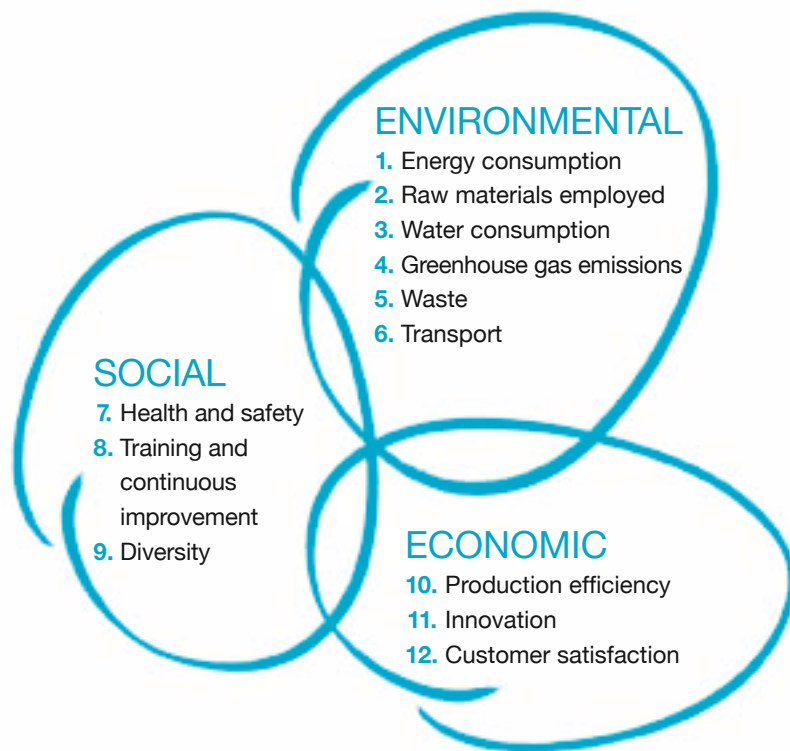 ENVIRONMENTAL
1. Energy consumption
2. Raw materials employed
3. Water consumption
4. Greenhouse gas emissions
5. Waste
6. Transport
SOCIAL
7. Health and safety
8. Training and
continuous
improvement
9. Diversity
ECONOMIC
10. Production efficiency
11. Innovation
12. Customer satisfaction